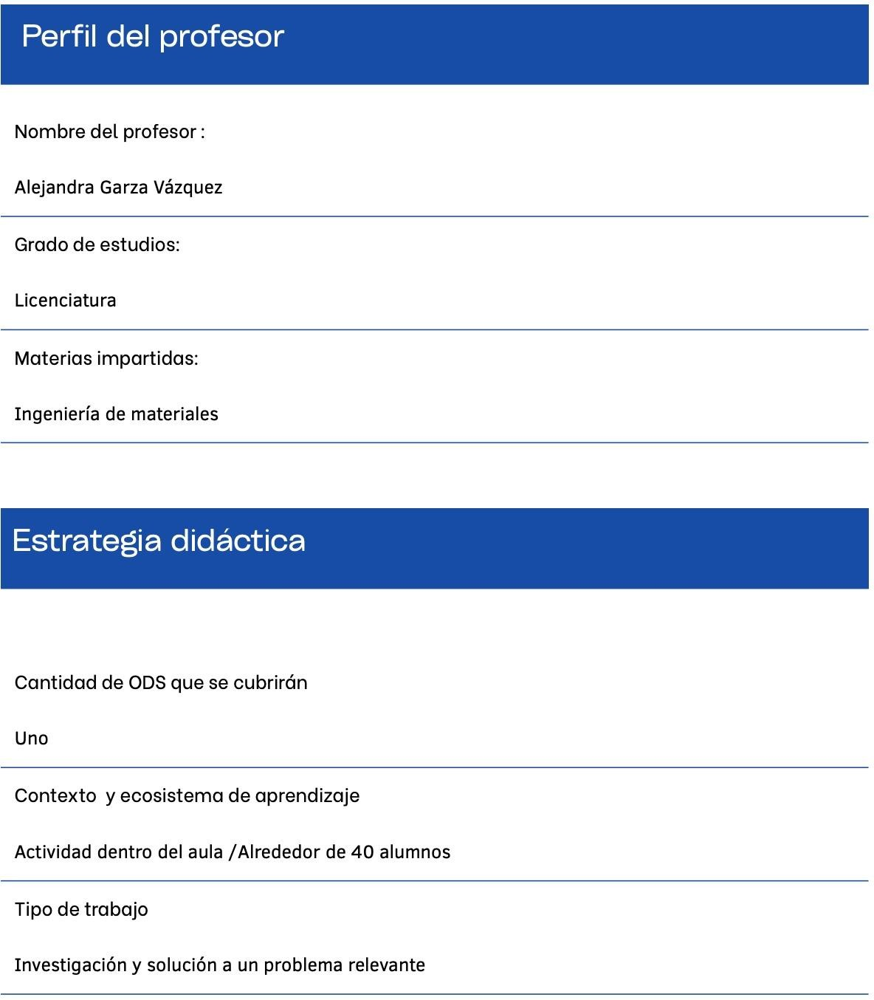 Perfil del profesor
Nombre del profesor :
Alejandra Garza Vázquez
Grado de estudios:
Licenciatura
Materias impartidas:
Ingeniería de materiales
Estrategia didáctica
Cantidad de ODS que se cubrirán
Uno
Contexto  y ecosistema de aprendizaje
Actividad dentro del aula /Alrededor de 40 alumnos
Tipo de trabajo
Investigación y solución a un problema relevante